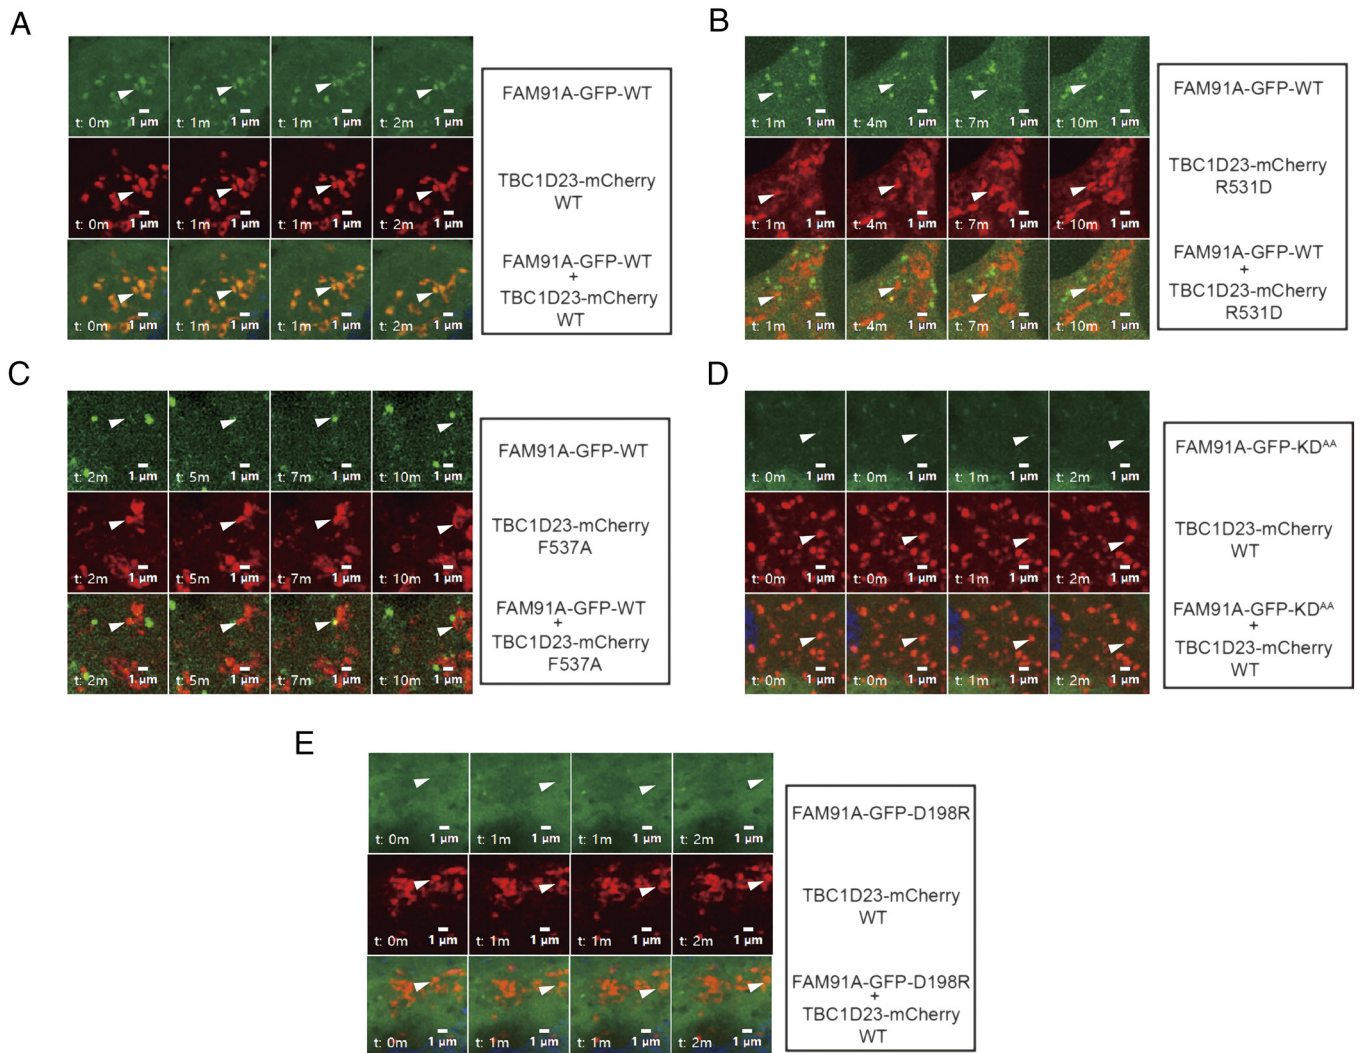 A
t: 0m 1 µm t: 1m 1 µm t: 1m 1 µm t: 2m 1 µm
FAM91A-GFP-WT
t: 0m 1 µm t: 1m 1 µm t: 1m 1 µm t: 2m 1 µm
TBC1D23-mCherry
WT
t: 0m 1 µm t: 1m 1 µm t: 1m 1 µm t: 2m 1 µm
FAM91A-GFP-WT
+
TBC1D23-mCherry
WT
B
t: 1m 1 µm t: 4m 1 µm t: 7m 1 µm t: 10m 1 µm
FAM91A-GFP-WT
t: 1m 1 µm t: 4m 1 µm t: 7m 1 µm t: 10m 1 µm
TBC1D23-mCherry
R531D
t: 1m 1 µm t: 4m 1 µm t: 7m 1 µm t: 10m 1 µm
FAM91A-GFP-WT
+
TBC1D23-mCherry
R531D
C
t: 2m 1 µm t: 5m 1 µm t: 7m 1 µm t: 10m 1 µm
FAM91A-GFP-WT
t: 2m 1 µm t: 5m 1 µm t: 7m 1 µm t: 10m 1 µm
TBC1D23-mCherry
F537A
t: 2m 1 µm t: 5m 1 µm t: 7m 1 µm t: 10m 1 µm
FAM91A-GFP-WT
+
TBC1D23-mCherry
F537A
D
t: 0m 1 µm t: 0m 1 µm t: 1m 1 µm t: 2m 1 µm
FAM91A-GFP-KDᴬᴬ
t: 0m 1 µm t: 0m 1 µm t: 1m 1 µm t: 2m 1 µm
TBC1D23-mCherry
WT
t: 0m 1 µm t: 0m 1 µm t: 1m 1 µm t: 2m 1 µm
FAM91A-GFP-KDᴬᴬ
+
TBC1D23-mCherry
WT
E
t: 0m 1 µm t: 1m 1 µm t: 1m 1 µm t: 2m 1 µm
FAM91A-GFP-D198R
t: 0m 1 µm t: 1m 1 µm t: 1m 1 µm t: 2m 1 µm
TBC1D23-mCherry
WT
t: 0m 1 µm t: 1m 1 µm t: 1m 1 µm t: 2m 1 µm
FAM91A-GFP-D198R
+
TBC1D23-mCherry
WT